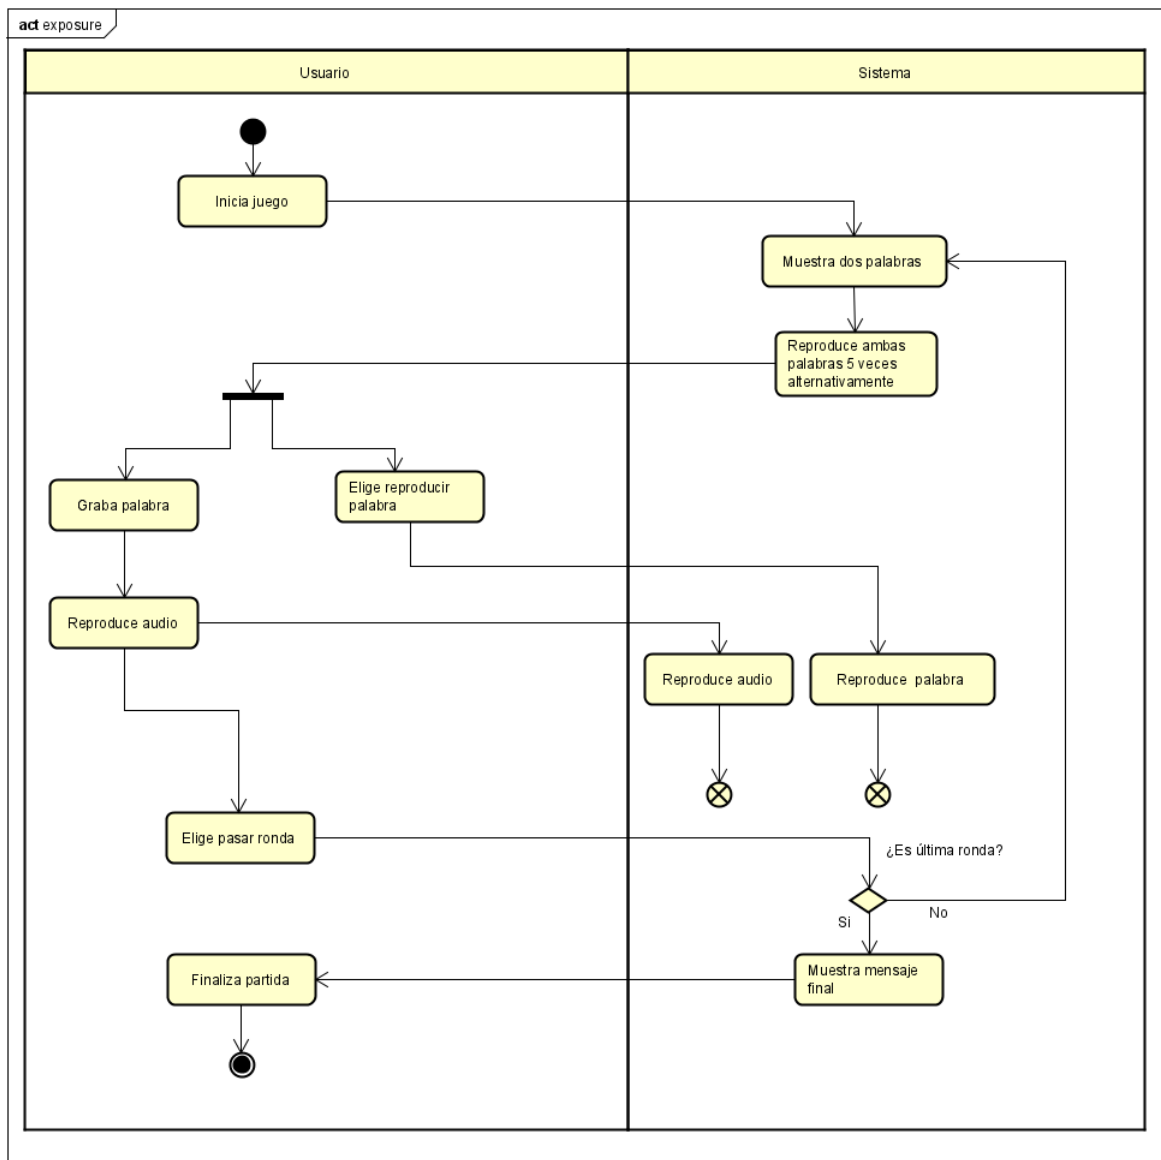 act exposure
Usuario
Sistema
Inicia juego
Muestra dos palabras
Reproduce ambas
palabras 5 veces
alternativamente
Graba palabra
Elige reproducir
palabra
Reproduce audio
Reproduce audio
Reproduce palabra
Elige pasar ronda
¿Es última ronda?
Si
No
Finaliza partida
Muestra mensaje
final